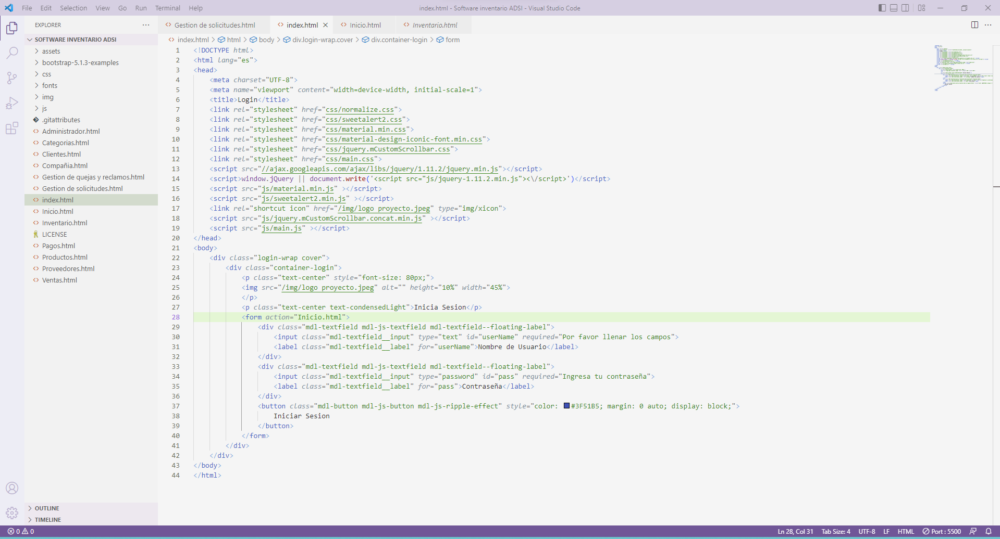 File Edit Selection View Go Run Terminal Help
index.html - Software inventario ADSI - Visual Studio Code
EXPLORER
SOFTWARE INVENTARIO ADSI
assets
bootstrap-5.1.3-examples
css
fonts
img
js
.gitattributes
Administrador.html
Categorias.html
Clientes.html
Compañia.html
Gestion de quejas y reclamos.html
Gestion de solicitudes.html
index.html
Inicio.html
Inventario.html
LICENSE
Pagos.html
Productos.html
Proveedores.html
Ventas.html
OUTLINE
TIMELINE
Gestion de solicitudes.html index.html Inicio.html Inventario.html
index.html > html > body > div.login-wrap.cover > div.container-login > form
1 <!DOCTYPE html>
2 <html lang="es">
3 <head>
4 <meta charset="UTF-8">
5 <meta name="viewport" content="width=device-width, initial-scale=1">
6 <title>Login</title>
7 <link rel="stylesheet" href="css/normalize.css">
8 <link rel="stylesheet" href="css/sweetalert2.css">
9 <link rel="stylesheet" href="css/material.min.css">
10 <link rel="stylesheet" href="css/material-design-iconic-font.min.css">
11 <link rel="stylesheet" href="css/jquery.mCustomScrollbar.css">
12 <link rel="stylesheet" href="css/main.css">
13 <script src="//ajax.googleapis.com/ajax/libs/jquery/1.11.2/jquery.min.js"></script>
14 <script>window.jQuery || document.write('<script src="js/jquery-1.11.2.min.js"><\/script>')</script>
15 <script src="js/material.min.js" ></script>
16 <script src="js/sweetalert2.min.js" ></script>
17 <link rel="shortcut icon" href="/img/logo proyecto.jpeg" type="img/xicon">
18 <script src="js/jquery.mCustomScrollbar.concat.min.js" ></script>
19 <script src="js/main.js" ></script>
20 </head>
21 <body>
22 <div class="login-wrap cover">
23 <div class="container-login">
24 <p class="text-center" style="font-size: 80px;">
25 <img src="/img/logo proyecto.jpeg" alt="" height="10%" width="45%">
26 </p>
27 <p class="text-center text-condensedLight">Inicia Sesion</p>
28 <form action="Inicio.html">
29 <div class="mdl-textfield mdl-js-textfield mdl-textfield--floating-label">
30 <input class="mdl-textfield__input" type="text" id="userName" required="Por favor llenar los campos">
31 <label class="mdl-textfield__label" for="userName">Nombre de Usuario</label>
32 </div>
33 <div class="mdl-textfield mdl-js-textfield mdl-textfield--floating-label">
34 <input class="mdl-textfield__input" type="password" id="pass" required="Ingresa tu contraseña">
35 <label class="mdl-textfield__label" for="pass">Contraseña</label>
36 </div>
37 <button class="mdl-button mdl-js-button mdl-js-ripple-effect" style="color: #3F51B5; margin: 0 auto; display: block;">
38 Iniciar Sesion
39 </button>
40 </form>
41 </div>
42 </div>
43 </body>
44 </html>
0 0
Ln 28, Col 31 Tab Size: 4 UTF-8 LF HTML Port : 5500